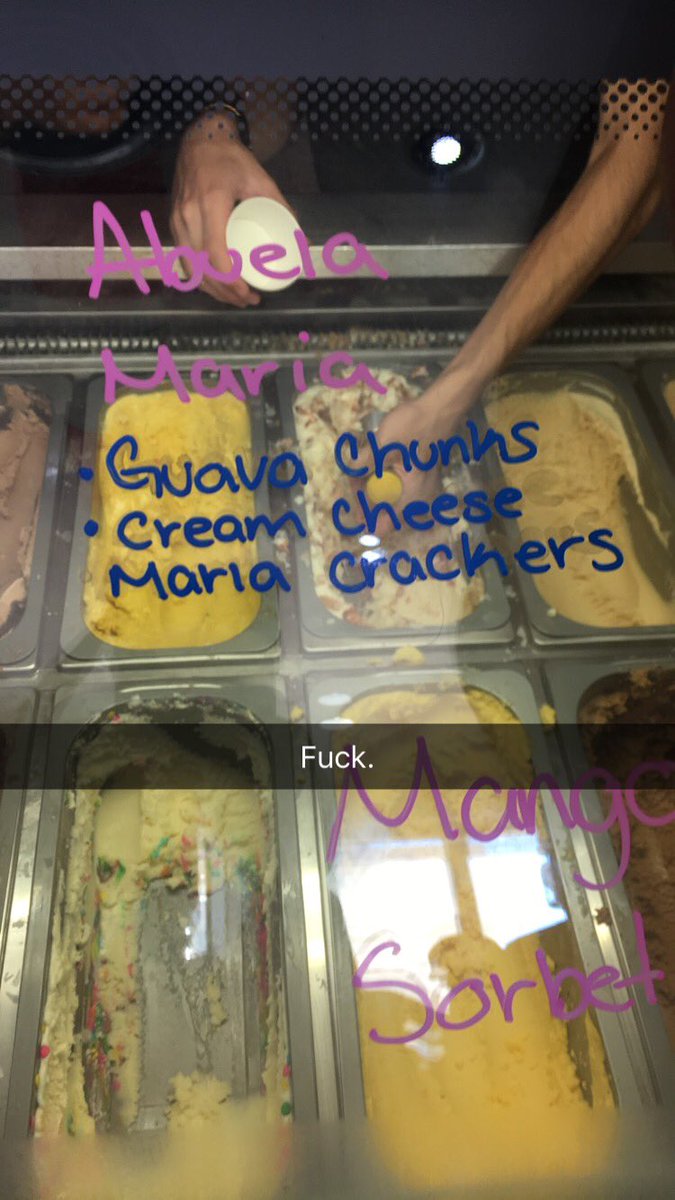 Abuela
Maria
• Guava Chunks
• Cream Cheese
Maria Crackers
Fuck.
Mango
Sorbet